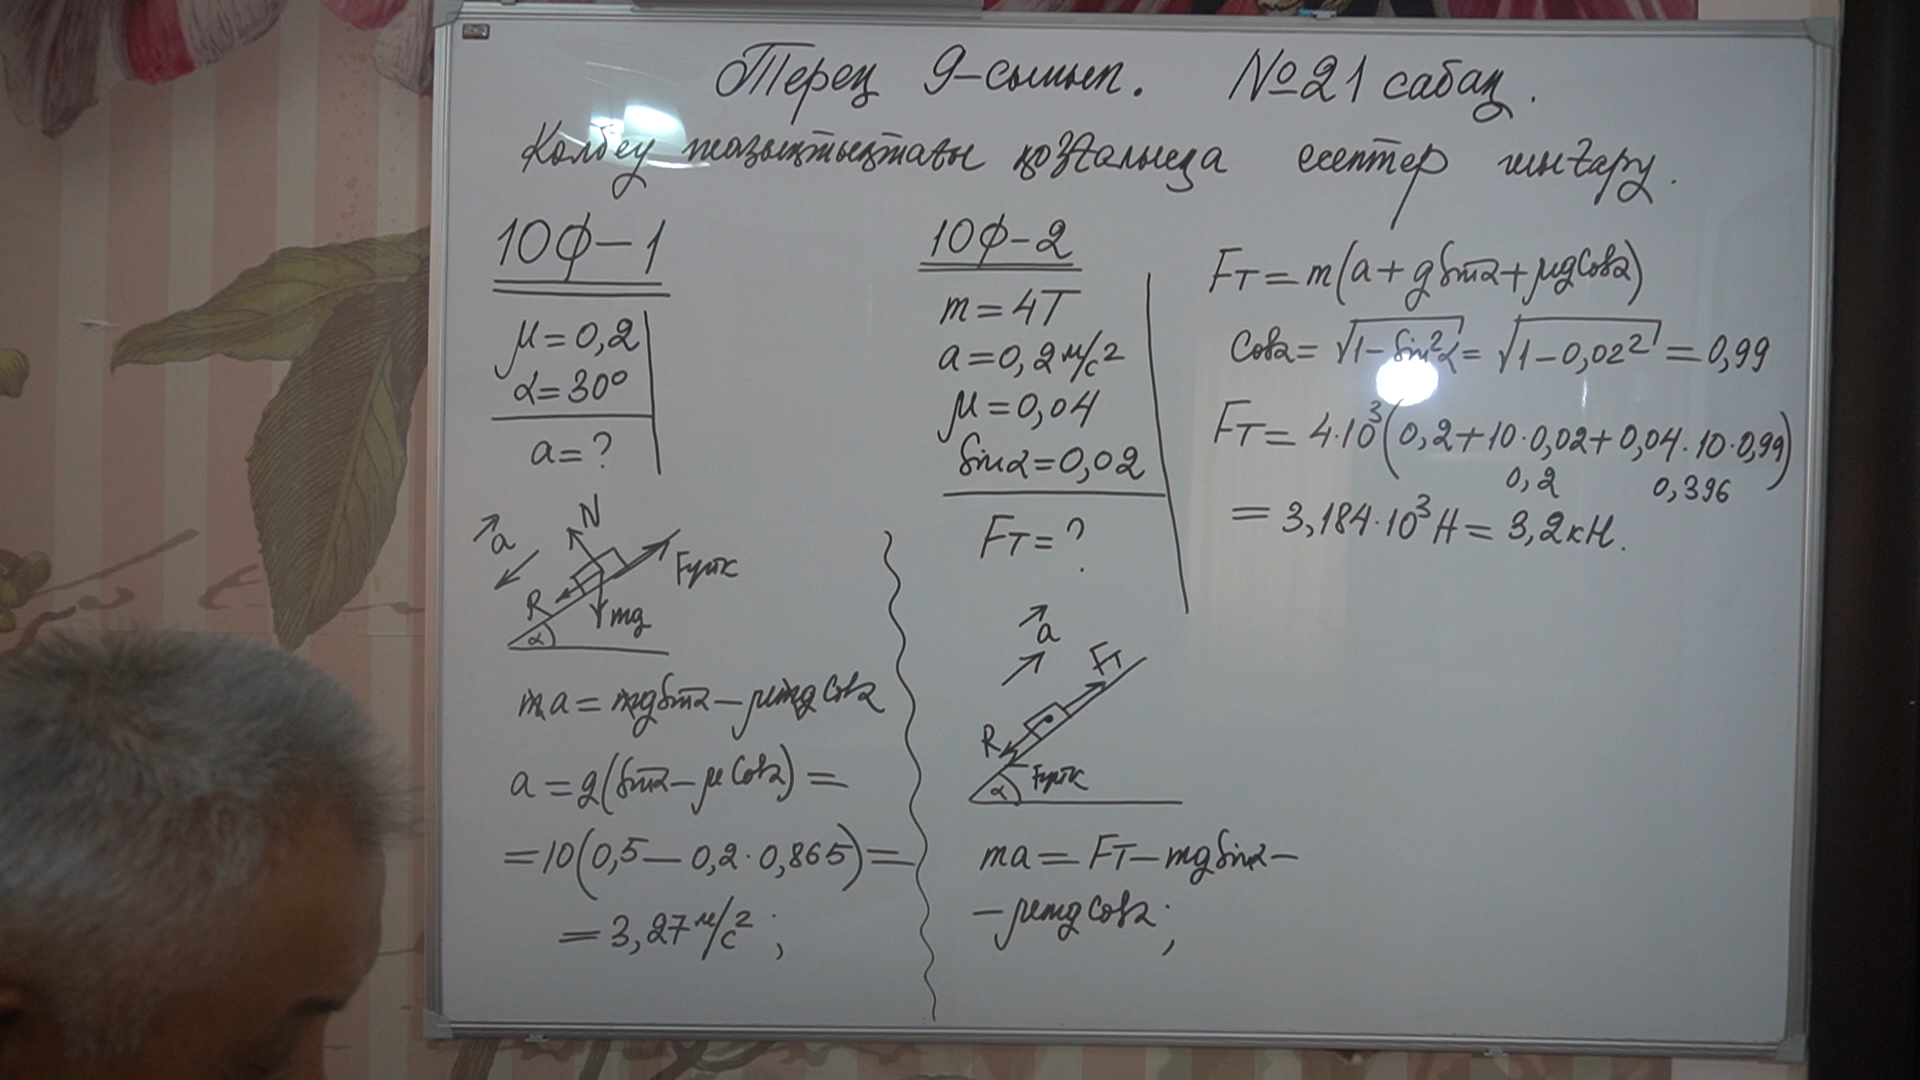 Терең 9-сынып. №21 сабақ.
Көлбеу жазықтықтағы қозғалысқа есептер шығару.
10Ф-1
μ=0,2
α=30°
a=?
a
N
Fүйк
R
mg
α
ma=mgSinα-μmgCosα
a=g(Sinα-μCosα)=
=10(0,5-0,2·0,865)=
=3,27м/с²;
10Ф-2
m=4т
a=0,2м/с²
μ=0,04
Sinα=0,02
Fт=?
a
Fт
R
Fүйк
α
ma=Fт-mgSinα-
-μmgCosα;
Fт=m(a+gSinα+μgCosα)
Cosα=√1-Sin²α=√1-0,02²=0,99
Fт=4·10³(0,2+10·0,02+0,04·10·0,99)
0,2 0,396
=3,184·10³Н=3,2кН.